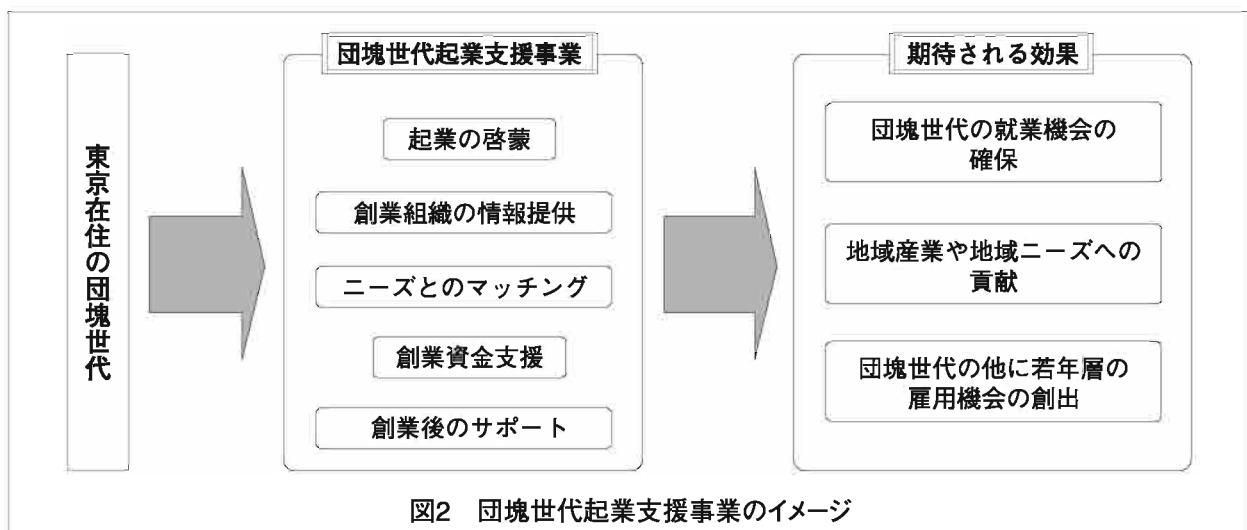 東京在住の団塊世代
団塊世代起業支援事業
起業の啓蒙
創業組織の情報提供
ニーズとのマッチング
創業資金支援
創業後のサポート
期待される効果
団塊世代の就業機会の
確保
地域産業や地域ニーズへの
貢献
団塊世代の他に若年層の
雇用機会の創出
図2 団塊世代起業支援事業のイメージ